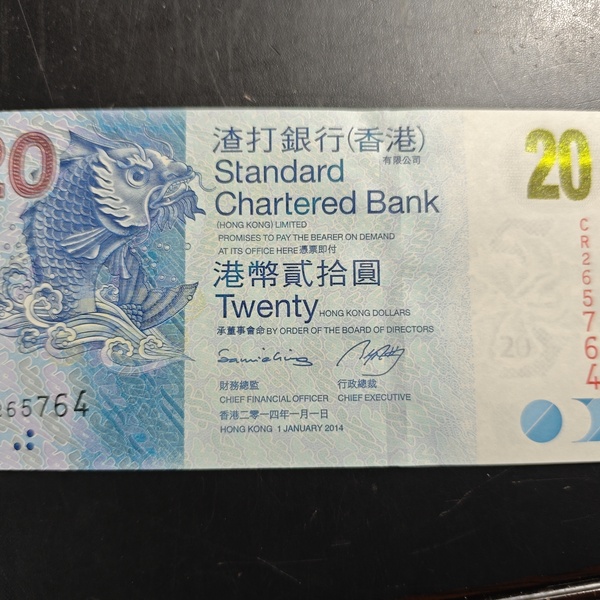 20
渣打銀行(香港)
有限公司
Standard
Chartered Bank
(HONG KONG) LIMITED
PROMISES TO PAY THE BEARER ON DEMAND
AT ITS OFFICE HERE 憑票即付
港幣貳拾圓
Twenty HONG KONG DOLLARS
承董事會命 BY ORDER OF THE BOARD OF DIRECTORS
財務總監 行政總裁
CHIEF FINANCIAL OFFICER CHIEF EXECUTIVE
香港二零一四年一月一日
HONG KONG 1 JANUARY 2014
265764
20
CR265764
20